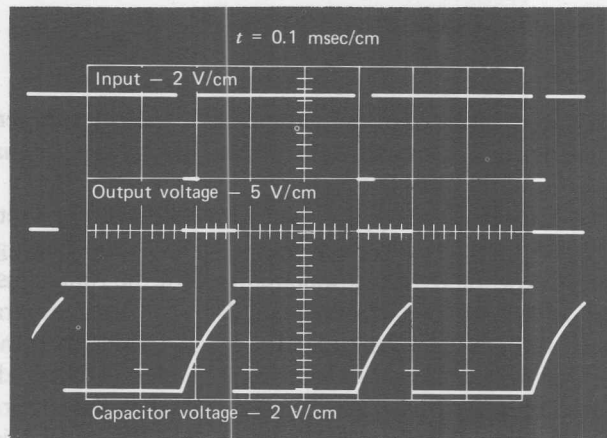 t = 0.1 msec/cm
Input – 2 V/cm
Output voltage – 5 V/cm
Capacitor voltage – 2 V/cm